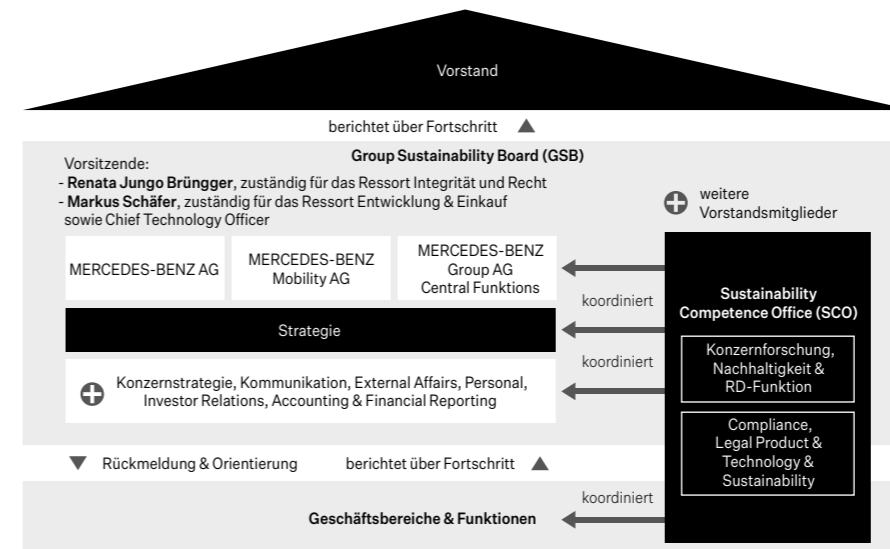 Vorstand
berichtet über Fortschritt
Group Sustainability Board (GSB)
Vorsitzende:
- Renata Jungo Brüngger, zuständig für das Ressort Integrität und Recht
- Markus Schäfer, zuständig für das Ressort Entwicklung & Einkauf
sowie Chief Technology Officer
weitere
Vorstandsmitglieder
MERCEDES-BENZ AG
MERCEDES-BENZ
Mobility AG
MERCEDES-BENZ
Group AG
Central Funktions
koordiniert
Strategie
koordiniert
Konzernstrategie, Kommunikation, External Affairs, Personal,
Investor Relations, Accounting & Financial Reporting
Sustainability
Competence Office (SCO)
Konzernforschung,
Nachhaltigkeit &
RD-Funktion
Compliance,
Legal Product &
Technology &
Sustainability
Rückmeldung & Orientierung
berichtet über Fortschritt
koordiniert
Geschäftsbereiche & Funktionen